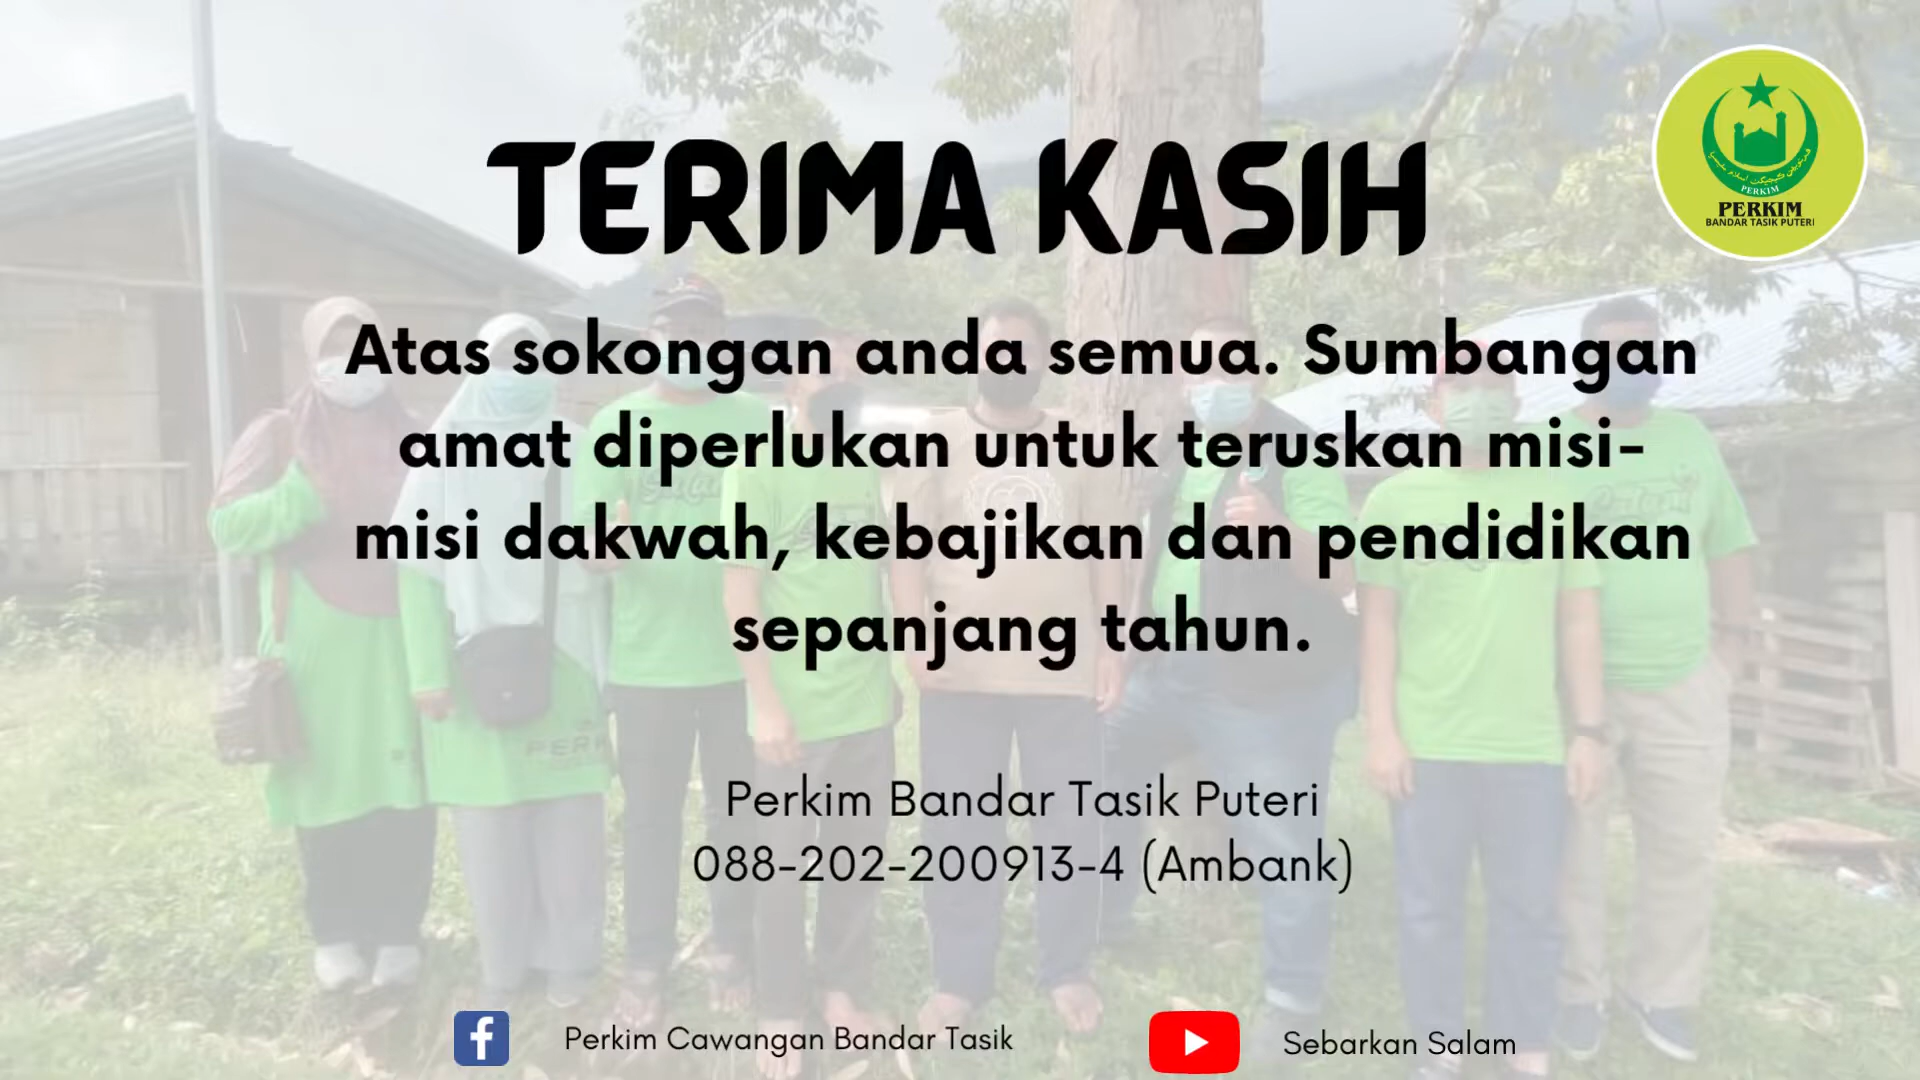 TERIMA KASIH
PERKIM
PERKIM
BANDAR TASIK PUTERI
Atas sokongan anda semua. Sumbangan
amat diperlukan untuk teruskan misi-
misi dakwah, kebajikan dan pendidikan
sepanjang tahun.
Perkim Bandar Tasik Puteri
088-202-200913-4 (Ambank)
Perkim Cawangan Bandar Tasik
Sebarkan Salam